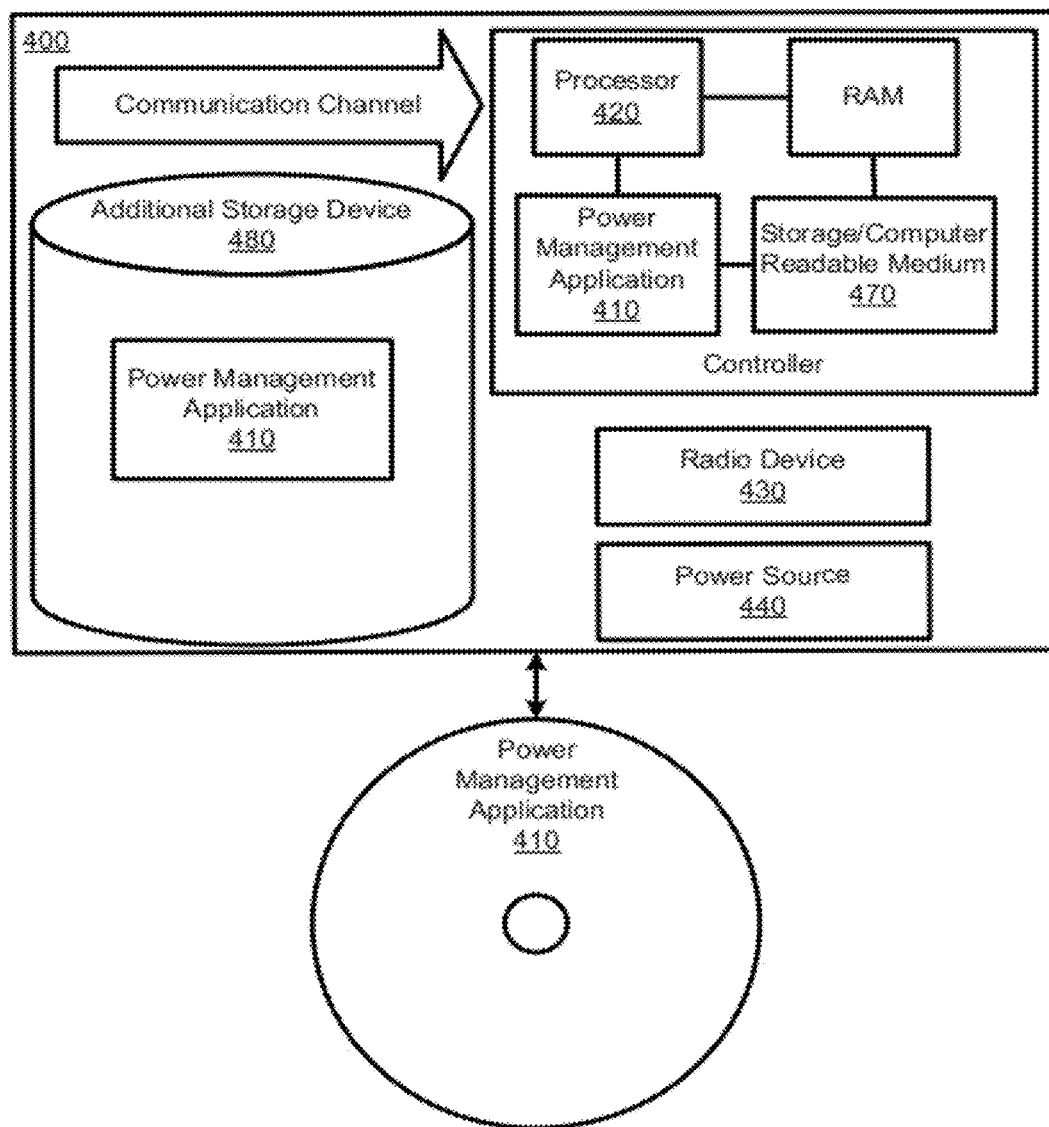 400
Communication Channel
Processor
420
RAM
Additional Storage Device
480
Power
Management
Application
410
Storage/Computer
Readable Medium
470
Controller
Power Management
Application
410
Radio Device
430
Power Source
440
Power
Management
Application
410